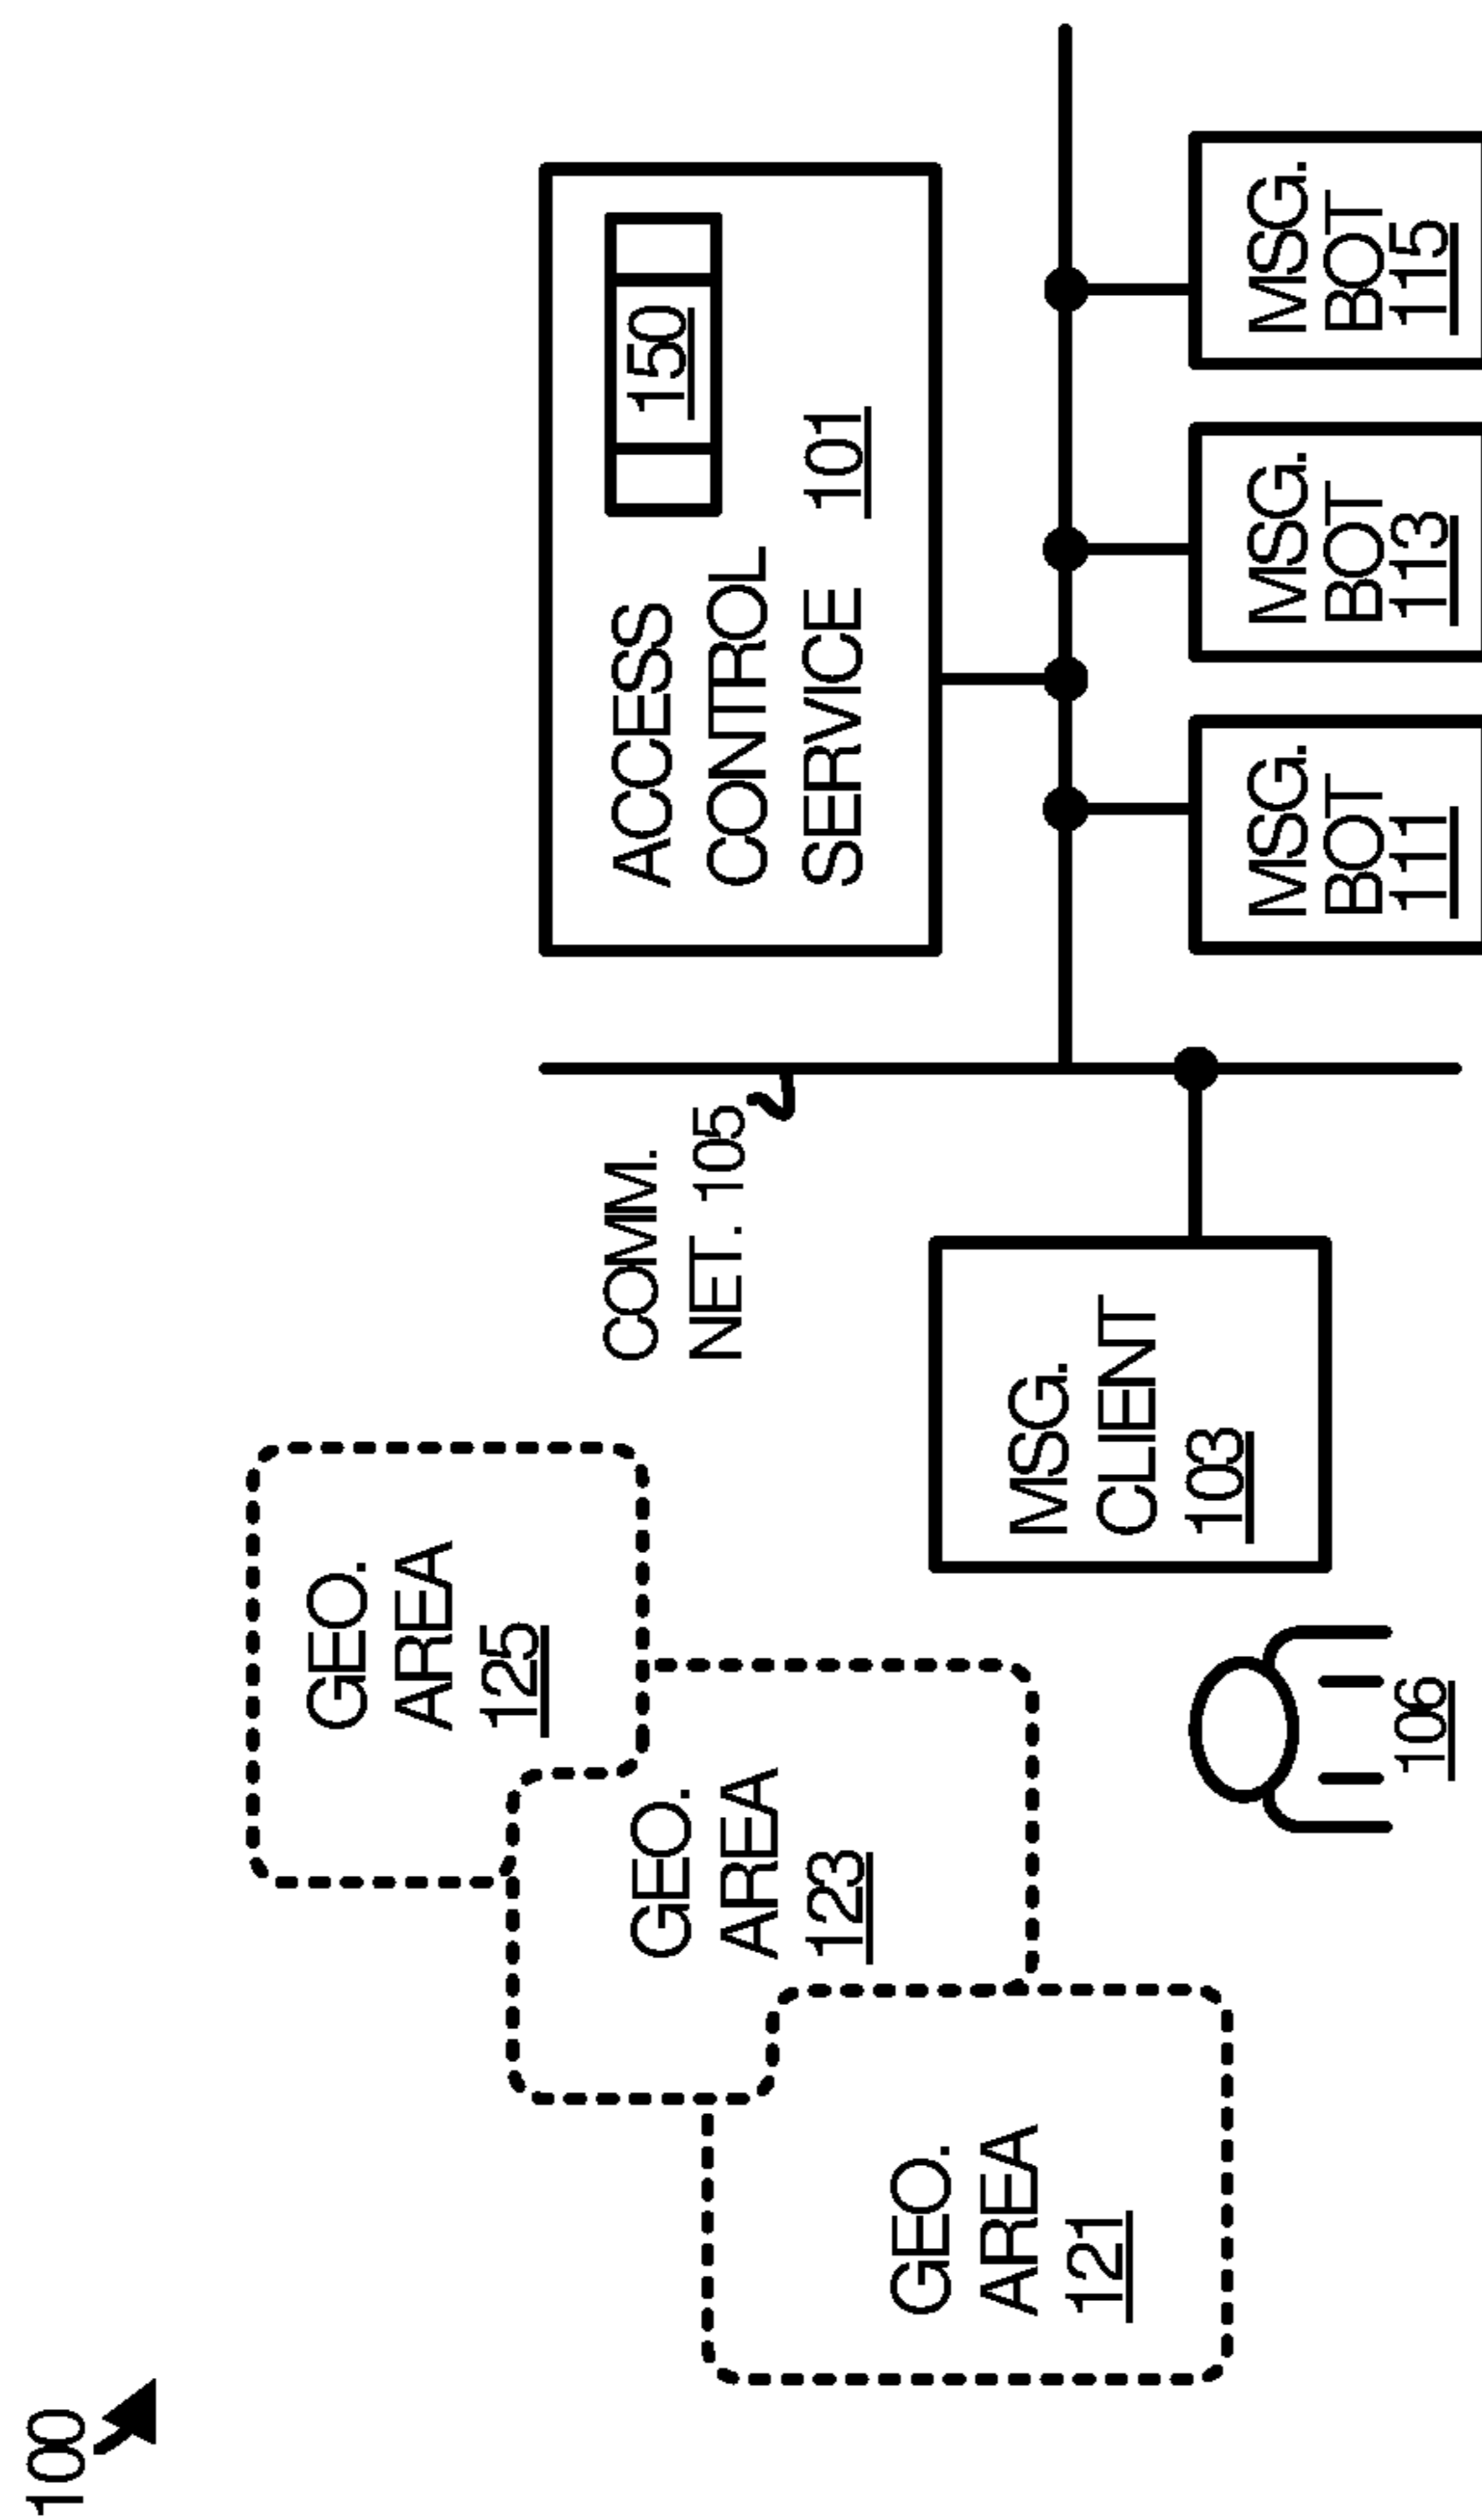 100
GEO.
AREA
125
GEO.
AREA
123
GEO.
AREA
121
COMM.
NET. 105
ACCESS
CONTROL
SERVICE 101
150
MSG.
CLIENT
103
106
MSG.
BOT
111
MSG.
BOT
113
MSG.
BOT
115